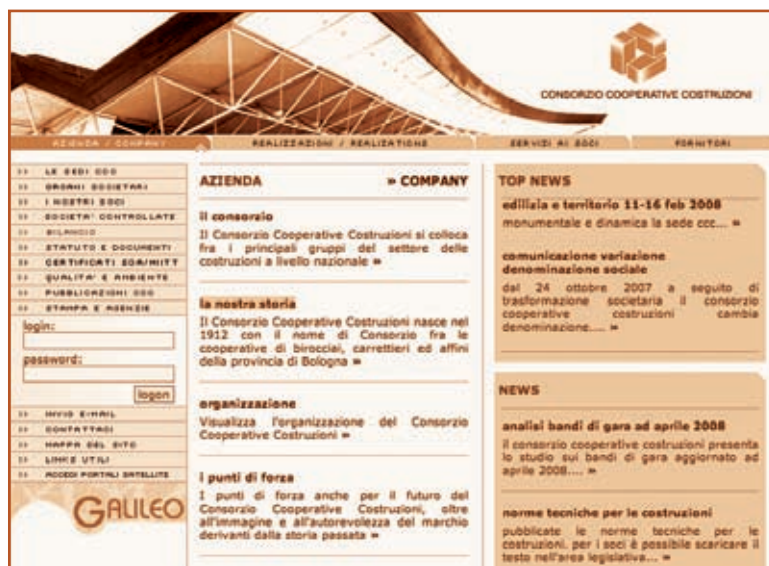 CONSORZIO COOPERATIVE COSTRUZIONI
AZIENDA / COMPANY
REALIZZAZIONI / REALIZATIONS
SERVIZI AI SOCI
FORNITORI
LE SEDI CCC
ORGANI SOCIETARI
I NOSTRI SOCI
SOCIETA' CONTROLLATE
BILANCIO
STATUTO E DOCUMENTI
CERTIFICATI SOA/MITT
QUALITA' E AMBIENTE
PUBBLICAZIONI CCC
STAMPA E AGENZIE
login:
password:
logon
INVIO E-MAIL
CONTATTACI
MAPPA DEL SITO
LINKS UTILI
ACCEDI PORTALI SATELLITE
GALILEO
AZIENDA » COMPANY
il consorzio
Il Consorzio Cooperative Costruzioni si colloca
fra i principali gruppi del settore delle
costruzioni a livello nazionale »
la nostra storia
Il Consorzio Cooperative Costruzioni nasce nel
1912 con il nome di Consorzio fra le
cooperative di birocciai, carrettieri ed affini
della provincia di Bologna »
organizzazione
Visualizza l'organizzazione del Consorzio
Cooperative Costruzioni »
i punti di forza
I punti di forza anche per il futuro del
Consorzio Cooperative Costruzioni, oltre
all'immagine e all'autorevolezza del marchio
derivanti dalla storia passata »
TOP NEWS
edilizia e territorio 11-16 feb 2008
monumentale e dinamica la sede ccc... »
comunicazione variazione
denominazione sociale
dal 24 ottobre 2007 a seguito di
trasformazione societaria il consorzio
cooperative costruzioni cambia
denominazione.... »
NEWS
analisi bandi di gara ad aprile 2008
il consorzio cooperative costruzioni presenta
lo studio sui bandi di gara aggiornato ad
aprile 2008.... »
norme tecniche per le costruzioni
pubblicate le norme tecniche per le
costruzioni. per i soci è possibile scaricare il
testo nell'area legislativa... »